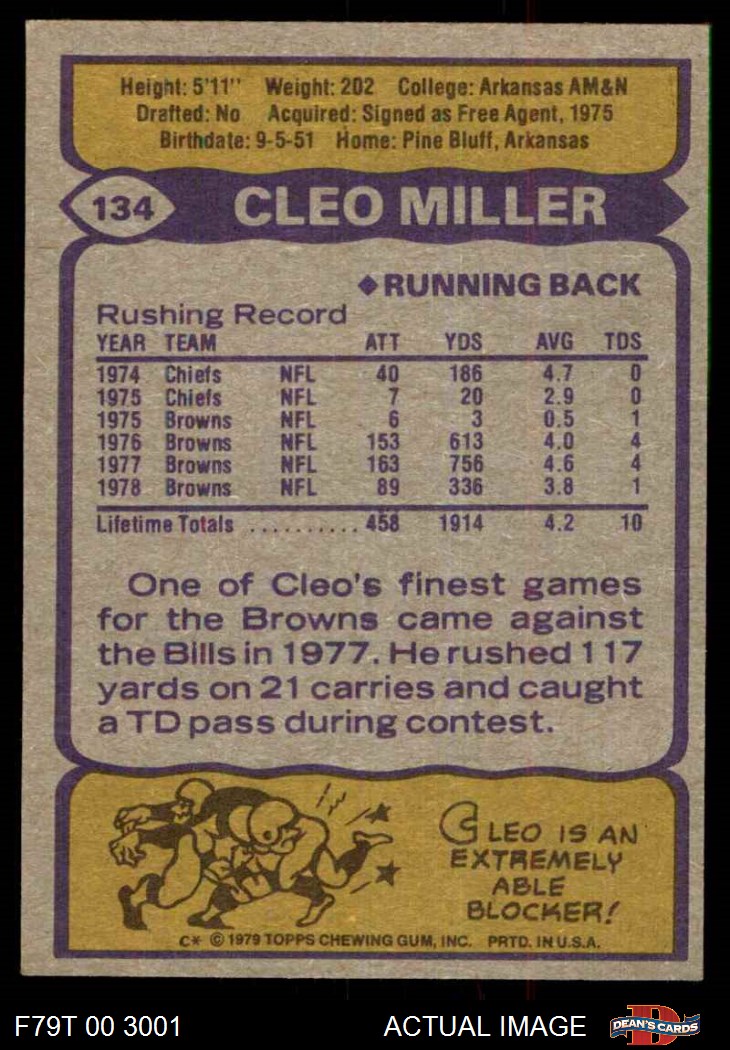 Height: 5'11'' Weight: 202 College: Arkansas AM&N
Drafted: No Acquired: Signed as Free Agent, 1975
Birthdate: 9-5-51 Home: Pine Bluff, Arkansas
134 CLEO MILLER
◆RUNNING BACK
Rushing Record
YEAR TEAM ATT YDS AVG TDS
1974 Chiefs NFL 40 186 4.7 0
1975 Chiefs NFL 7 20 2.9 0
1975 Browns NFL 6 3 0.5 1
1976 Browns NFL 153 613 4.0 4
1977 Browns NFL 163 756 4.6 4
1978 Browns NFL 89 336 3.8 1
Lifetime Totals .......... 458 1914 4.2 10
One of Cleo's finest games
for the Browns came against
the Bills in 1977. He rushed 117
yards on 21 carries and caught
a TD pass during contest.
CLEO IS AN
EXTREMELY
ABLE
BLOCKER!
C* © 1979 TOPPS CHEWING GUM, INC. PRTD. IN U.S.A.
F79T 00 3001 ACTUAL IMAGE D DEAN'S CARDS